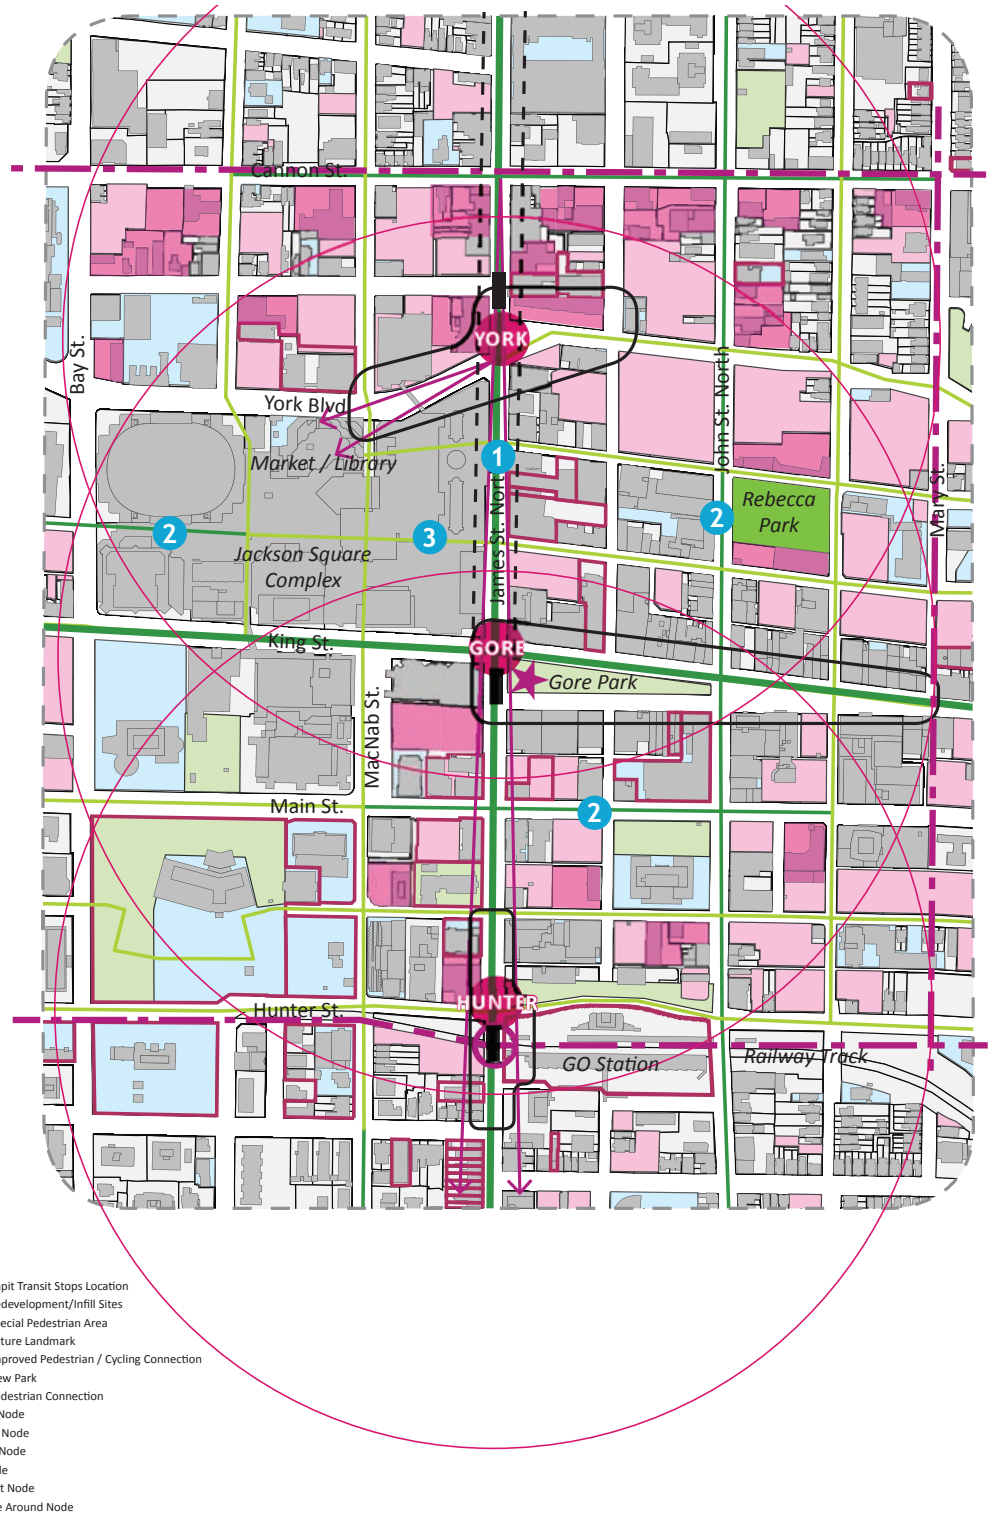 Cannon St.
YORK
Bay St.
York Blvd
John St. North
Market / Library
1
James St. Nort
Mary St.
Rebecca
Park
2
2
3
Jackson Square
Complex
King St.
GORE
Gore Park
MacNab St.
Main St.
2
HUNTER
Hunter St.
GO Station
Railway Track
pit Transit Stops Location
edevelopment/Infill Sites
ecial Pedestrian Area
ture Landmark
proved Pedestrian / Cycling Connection
ew Park
edestrian Connection
Node
Node
Node
de
t Node
e Around Node